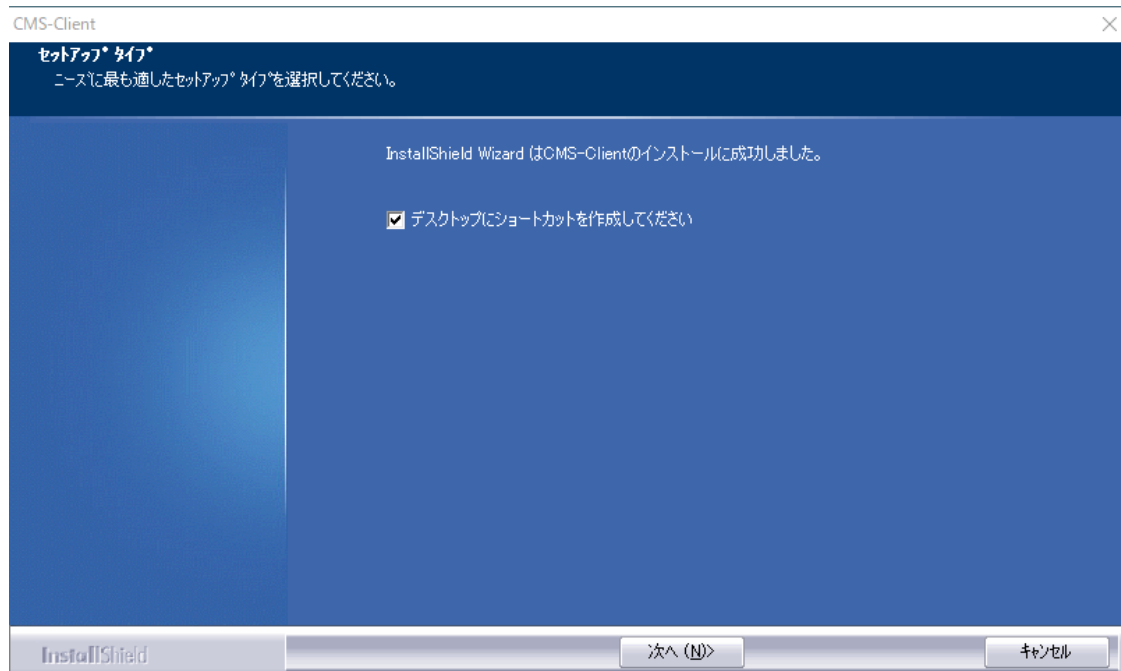 CMS-Client
ｾｯﾄｱｯﾌﾟ ﾀｲﾌﾟ
ﾆｰｽﾞに最も適したｾｯﾄｱｯﾌﾟ ﾀｲﾌﾟを選択してください。
InstallShield Wizard はCMS-Clientのインストールに成功しました。
デスクトップにショートカットを作成してください
InstallShield
次へ (N)>
ｷｬﾝｾﾙ